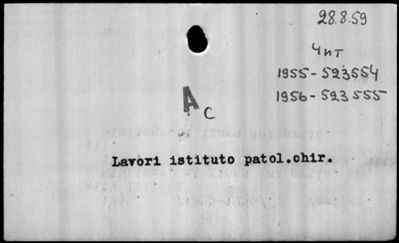 28.8.59
Чит
1955-523554
1956-523555
A c
Lavori istituto patol.chir.